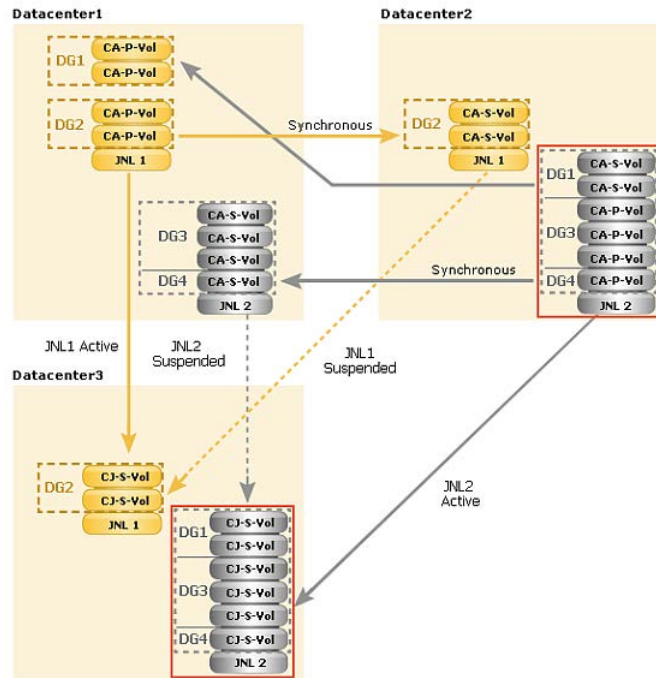 Datacenter1
DG1
CA-P-Vol
CA-P-Vol
DG2
CA-P-Vol
CA-P-Vol
JNL 1
Synchronous
Datacenter2
DG2
CA-S-Vol
CA-S-Vol
JNL 1
DG1
CA-S-Vol
CA-S-Vol
DG3
CA-P-Vol
CA-P-Vol
CA-P-Vol
DG4
CA-P-Vol
JNL 2
DG3
CA-S-Vol
CA-S-Vol
CA-S-Vol
DG4
CA-S-Vol
JNL 2
Synchronous
JNL1 Active
JNL2
Suspended
JNL1
Suspended
JNL2
Active
Datacenter3
DG2
CJ-S-Vol
CJ-S-Vol
JNL 1
DG1
CJ-S-Vol
CJ-S-Vol
DG3
CJ-S-Vol
CJ-S-Vol
CJ-S-Vol
DG4
CJ-S-Vol
JNL 2